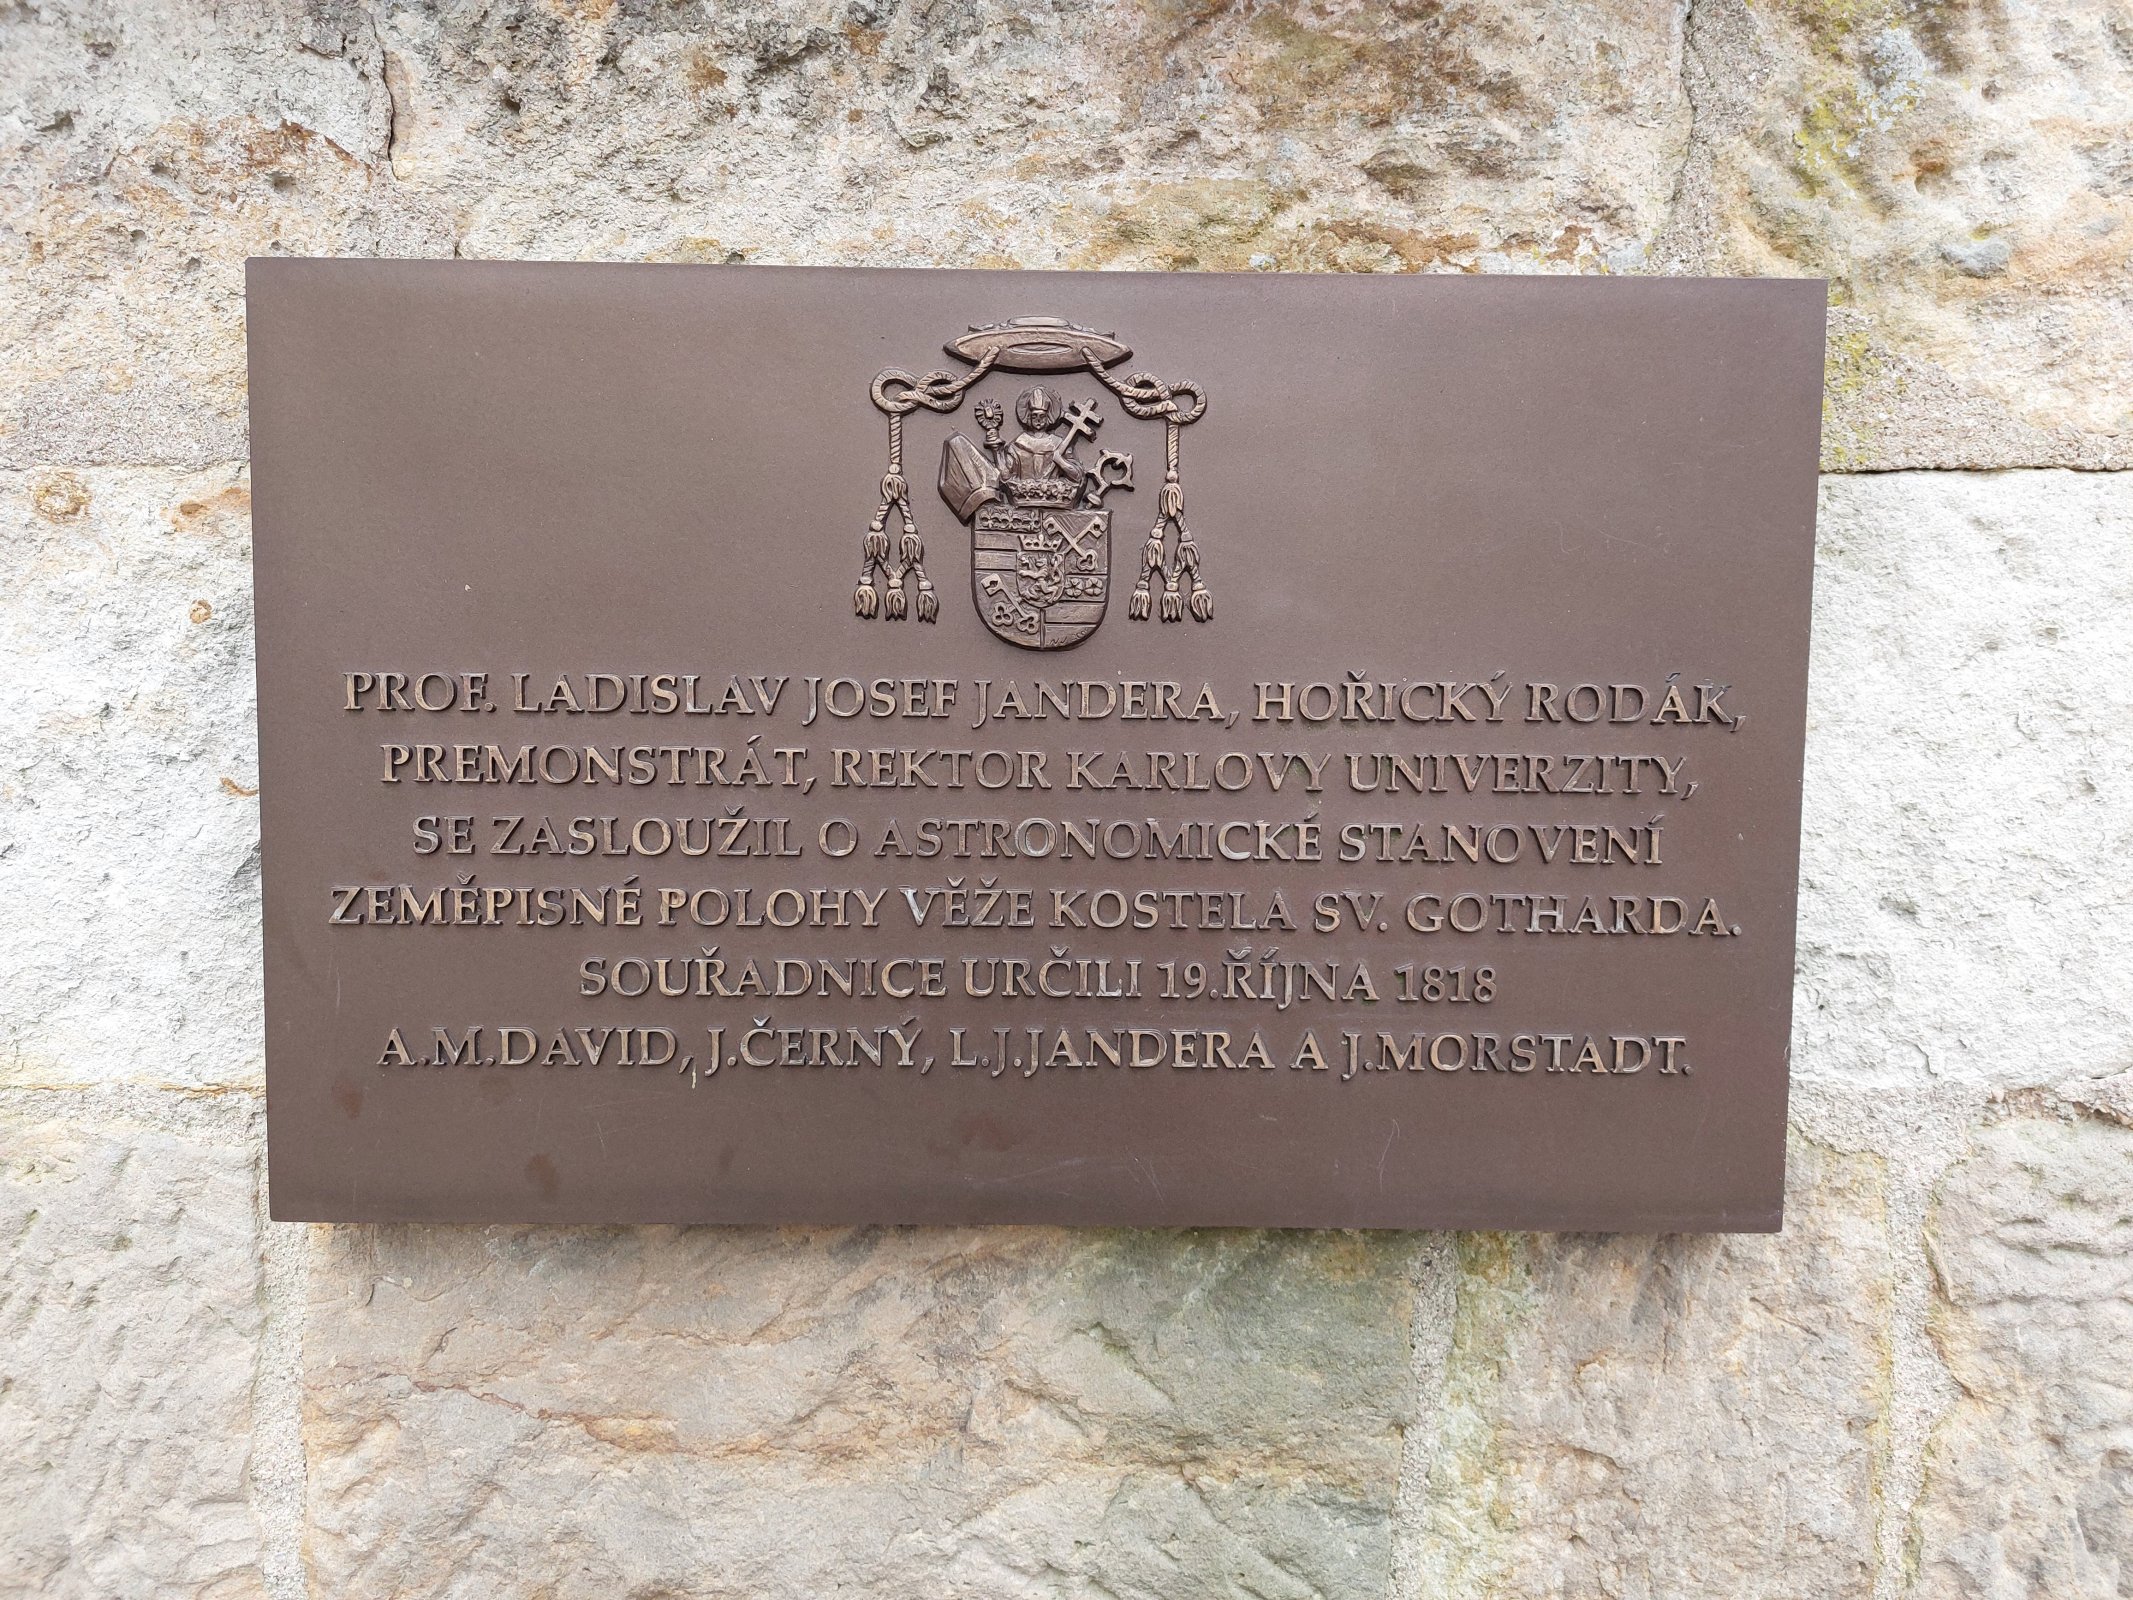 PROF. LADISLAV JOSEF JANDERA, HOŘICKÝ RODÁK,
PREMONSTRÁT, REKTOR KARLOVY UNIVERZITY,
SE ZASLOUŽIL O ASTRONOMICKÉ STANOVENÍ
ZEMĚPISNÉ POLOHY VĚŽE KOSTELA SV. GOTHARDA.
SOUŘADNICE URČILI 19.ŘÍJNA 1818
A.M.DAVID, J.ČERNÝ, L.J.JANDERA A J.MORSTADT.